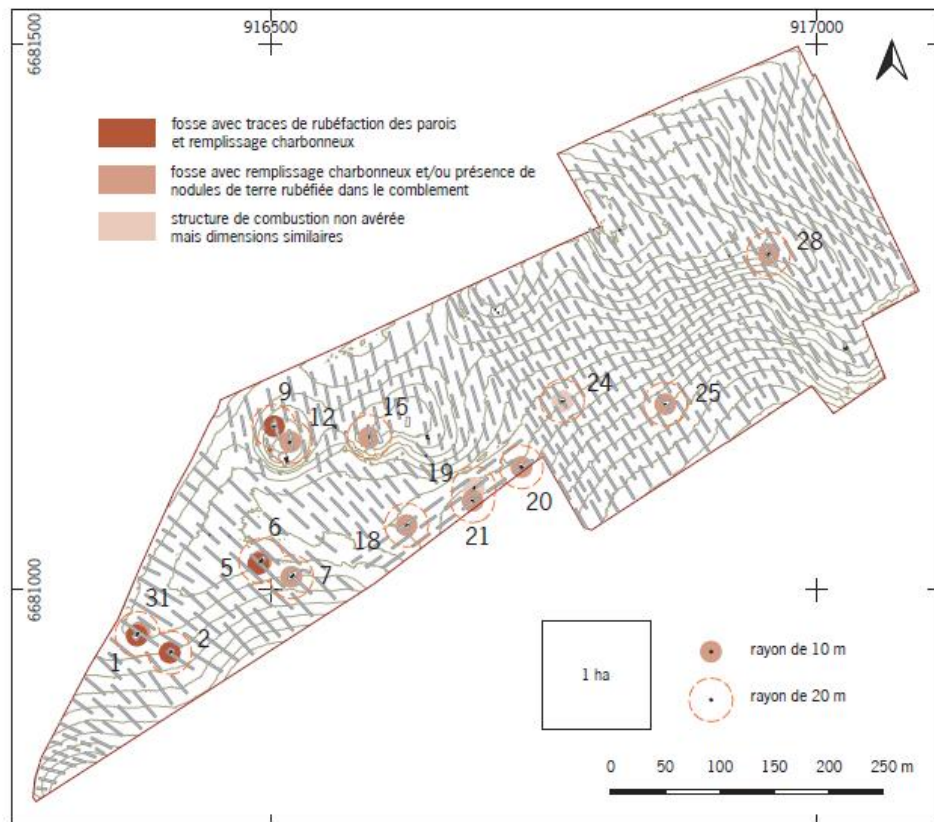 916500
917000
6681500
fosse avec traces de rubéfaction des parois
et remplissage charbonneux
fosse avec remplissage charbonneux et/ou présence de
nodules de terre rubéfiée dans le comblement
structure de combustion non avérée
mais dimensions similaires
28
9
12
15
24
25
19
20
18
21
6
5
7
6681000
31
2
1
1 ha
rayon de 10 m
rayon de 20 m
0 50 100 150 200 250 m